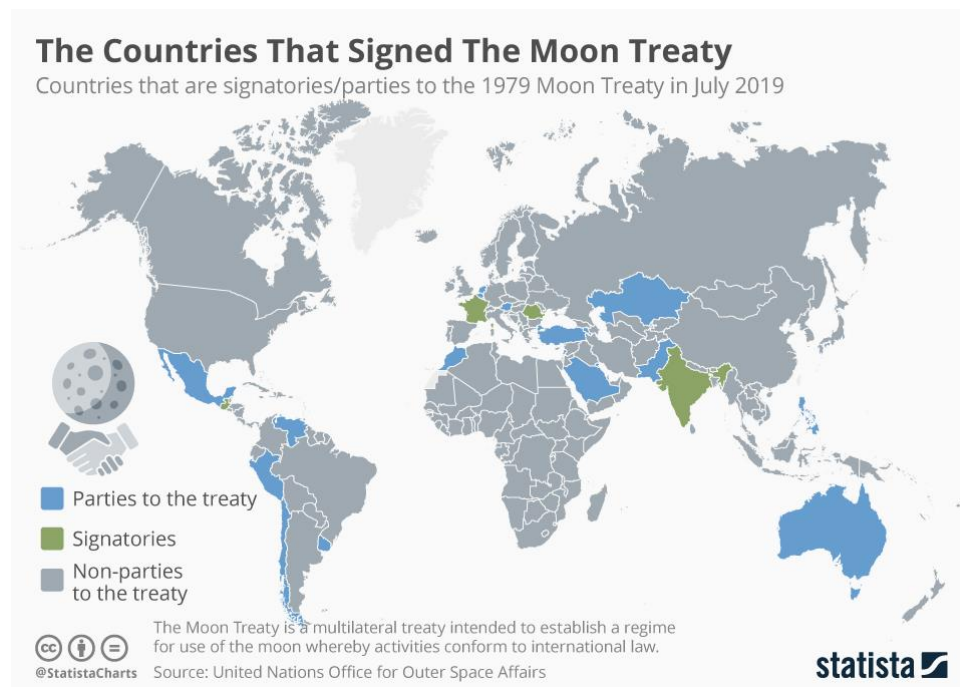 The Countries That Signed The Moon Treaty
Countries that are signatories/parties to the 1979 Moon Treaty in July 2019
Parties to the treaty
Signatories
Non-parties
to the treaty
The Moon Treaty is a multilateral treaty intended to establish a regime
for use of the moon whereby activities conform to international law.
@StatistaCharts Source: United Nations Office for Outer Space Affairs
cc
statista